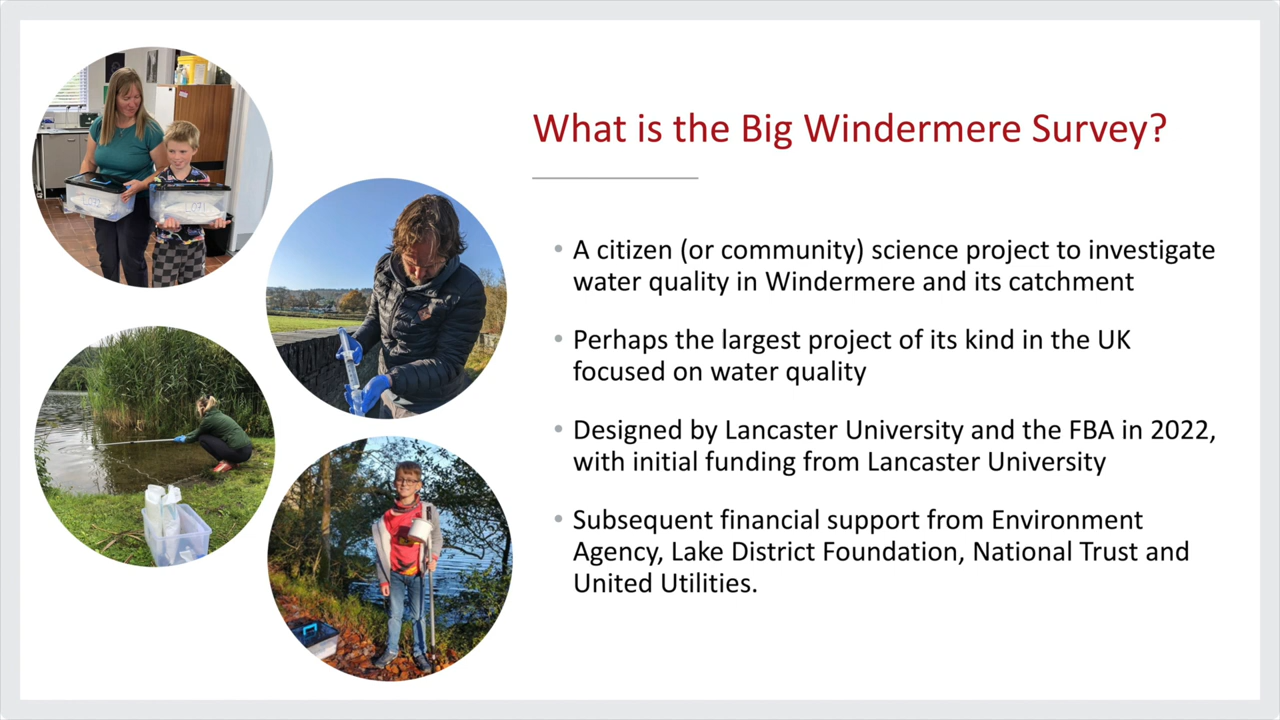 What is the Big Windermere Survey?
• A citizen (or community) science project to investigate
water quality in Windermere and its catchment
• Perhaps the largest project of its kind in the UK
focused on water quality
• Designed by Lancaster University and the FBA in 2022,
with initial funding from Lancaster University
• Subsequent financial support from Environment
Agency, Lake District Foundation, National Trust and
United Utilities.